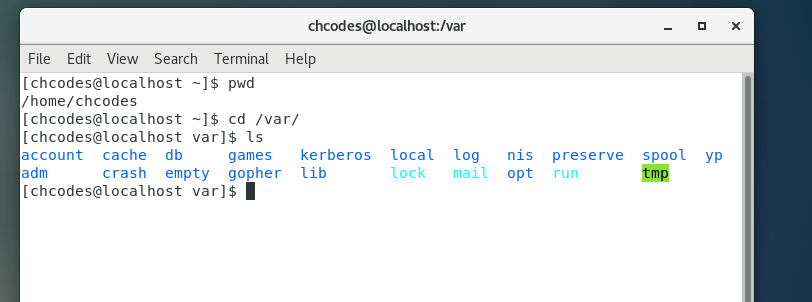 chcodes@localhost:/var
File Edit View Search Terminal Help
[chcodes@localhost ~]$ pwd
/home/chcodes
[chcodes@localhost ~]$ cd /var/
[chcodes@localhost var]$ ls
account  cache  db     games   kerberos  local  log   nis  preserve  spool  yp
adm      crash  empty  gopher  lib       lock   mail  opt  run       tmp
[chcodes@localhost var]$